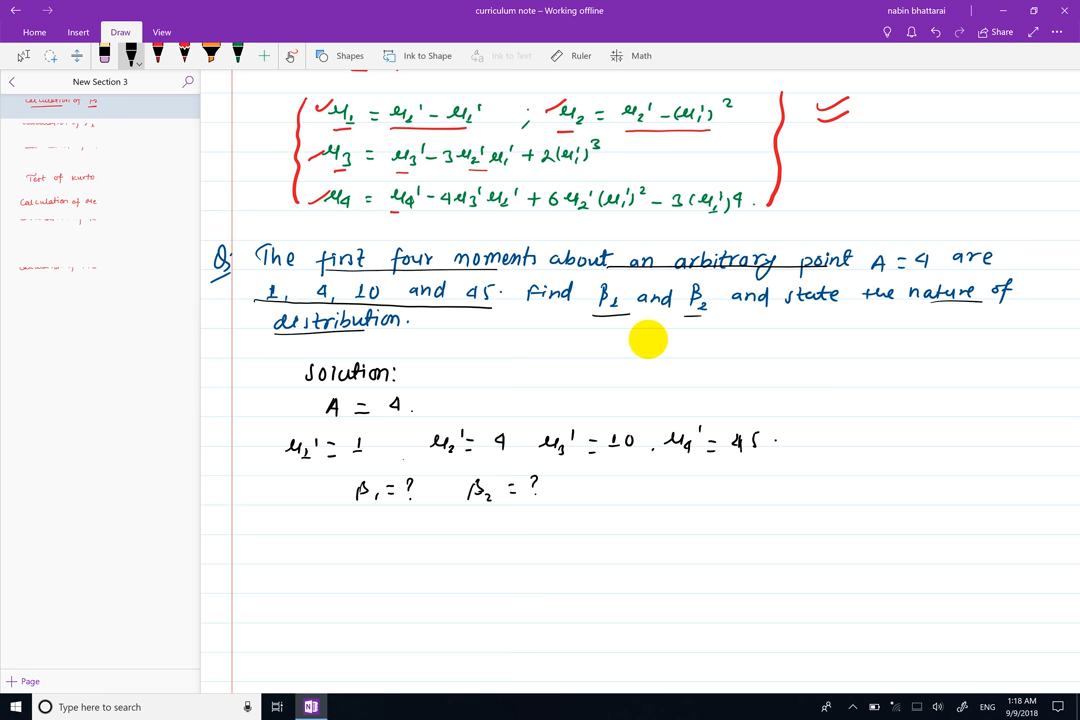 curriculum note – Working offline
nabin bhattarai
Home Insert Draw View
Share
Shapes Ink to Shape Ink to Text Ruler Math
New Section 3
Test of Kurto
Calculation of Me
μ₁ = μ₁' - μ₁' ; μ₂ = μ₂' - (μ₁')²
μ₃ = μ₃' - 3μ₂'μ₁' + 2(μ₁')³
μ₄ = μ₄' - 4μ₃'μ₁' + 6μ₂'(μ₁')² - 3(μ₁')4.
Q: The first four moments about an arbitrary point A = 4 are
1, 4, 10 and 45. Find β₁ and β₂ and state the nature of
distribution.
Solution:
A = 4.
μ₁' = 1 μ₂' = 4 μ₃' = 10. μ₄' = 45.
β₁ = ? β₂ = ?
+ Page
Type here to search
ENG
1:18 AM
9/9/2018